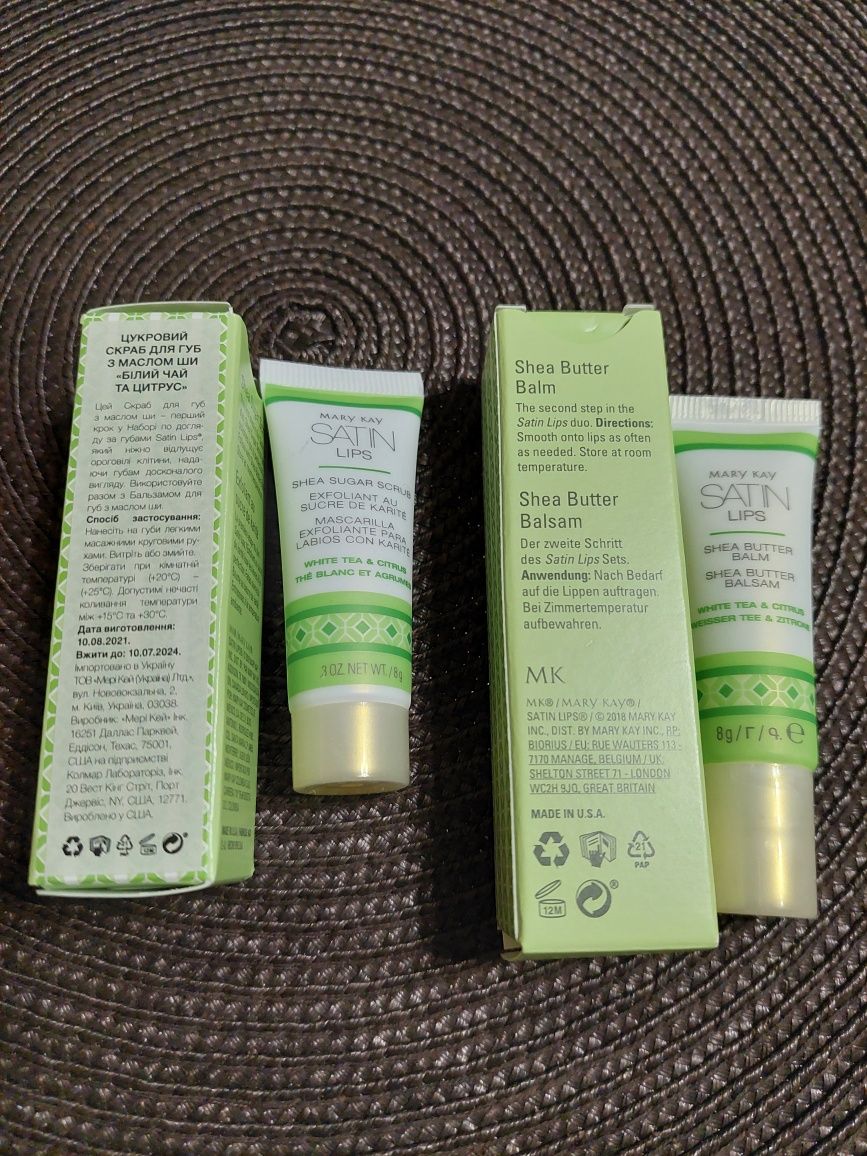 ЦУКРОВИЙ
СКРАБ ДЛЯ ГУБ
З МАСЛОМ ШИ
«БІЛИЙ ЧАЙ
ТА ЦИТРУС»
Цей Скраб для губ
з маслом ши – перший
крок у Наборі по догля-
ду за губами Satin Lips®,
який ніжно відлущує
ороговілі клітини, нада-
ючи губам досконалого
вигляду. Використовуйте
разом з Бальзамом для
губ з маслом ши.
Спосіб застосування:
Нанесіть на губи легкими
масажними круговими ру-
хами. Витріть або змийте.
Зберігати при кімнатній
температурі (+20°C) –
(+25°C). Допустимі нечасті
коливання температури
між +15°C та +30°C.
Дата виготовлення:
10.08.2021.
Вжити до: 10.07.2024.
Імпортовано в Україну
ТОВ «Мері Кей (Україна) Лтд.»,
вул. Нововокзальна, 2,
м. Київ, Україна, 03038.
Виробник: «Мері Кей» Інк.
16251 Даллас Парквей,
Еддісон, Техас, 75001,
США на підприємстві
Колмар Лабораторіз, Інк.
20 Вест Кінг Стріт, Порт
Джервіс, NY, США, 12771.
Вироблено у США.
12M
MARY KAY
SATIN
LIPS
SHEA SUGAR SCRUB
EXFOLIANT AU
SUCRE DE KARITÉ
MASCARILLA
EXFOLIANTE PARA
LABIOS CON KARITÉ
WHITE TEA & CITRUS
THÉ BLANC ET AGRUMES
.3 OZ. NET WT. / 8 g
Shea Butter
Balm
The second step in the
Satin Lips duo. Directions:
Smooth onto lips as often
as needed. Store at room
temperature.
Shea Butter
Balsam
Der zweite Schritt
des Satin Lips Sets.
Anwendung: Nach Bedarf
auf die Lippen auftragen.
Bei Zimmertemperatur
aufbewahren.
MK
MK® / MARY KAY® /
SATIN LIPS® / © 2018 MARY KAY
INC., DIST. BY MARY KAY INC., RP:
BIORIUS / EU: RUE WAUTERS 113 -
7170 MANAGE, BELGIUM / UK:
SHELTON STREET 71 - LONDON
WC2H 9JQ, GREAT BRITAIN
MADE IN U.S.A.
21
PAP
12M
MARY KAY
SATIN
LIPS
SHEA BUTTER
BALM
SHEA BUTTER
BALSAM
WHITE TEA & CITRUS
WEISSER TEE & ZITRONE
8 g / Г / գ. ℮